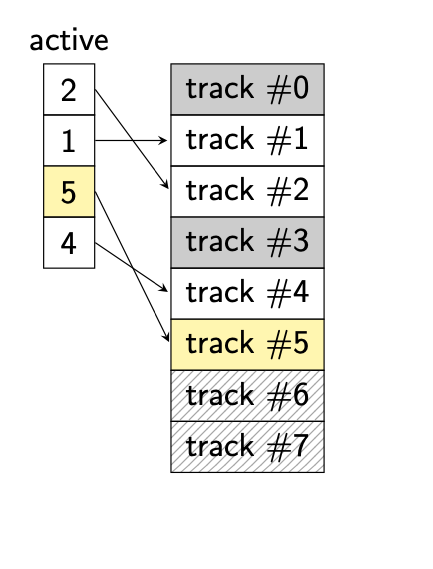 active
2
1
5
4
track #0
track #1
track #2
track #3
track #4
track #5
track #6
track #7